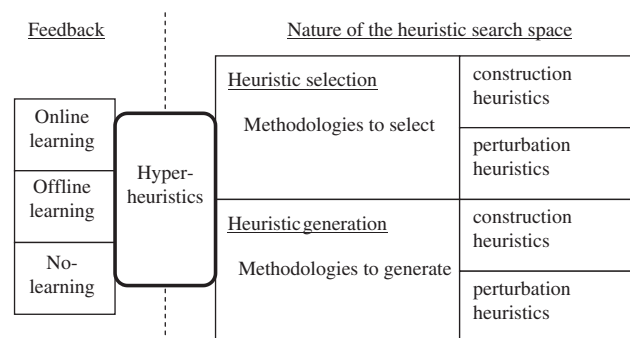 Feedback
Nature of the heuristic search space
Online
learning
Offline
learning
No-
learning
Hyper-
heuristics
Heuristic selection
Methodologies to select
construction
heuristics
perturbation
heuristics
Heuristic generation
Methodologies to generate
construction
heuristics
perturbation
heuristics